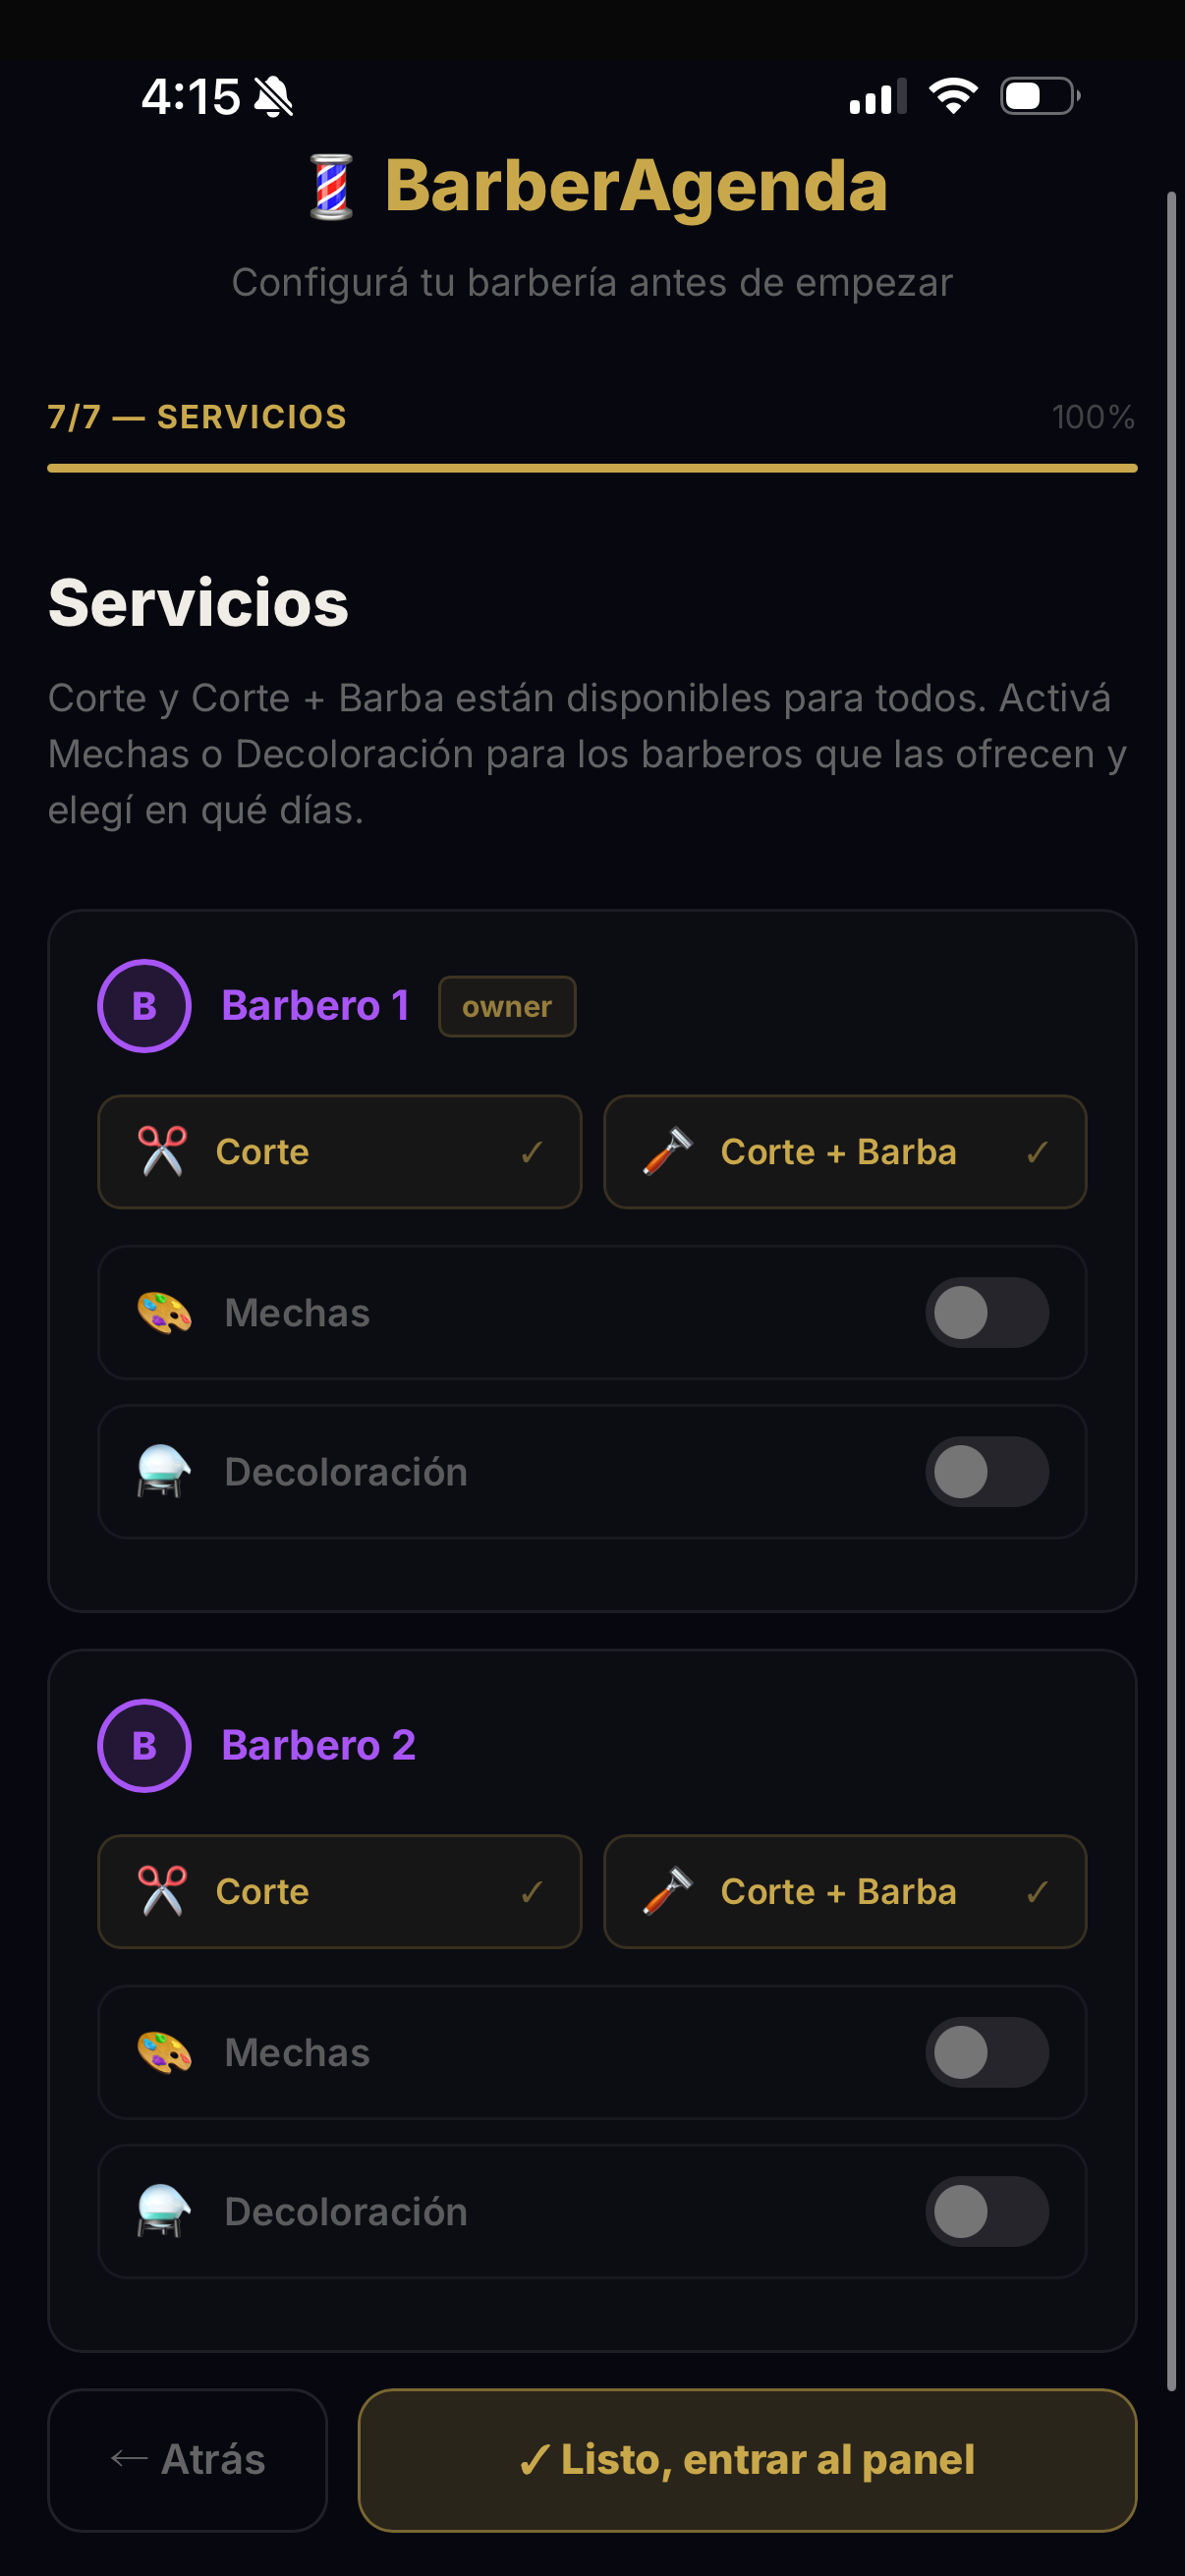 4:15
BarberAgenda
Configurá tu barbería antes de empezar
7/7 — SERVICIOS
100%
Servicios
Corte y Corte + Barba están disponibles para todos. Activá
Mechas o Decoloración para los barberos que las ofrecen y
elegí en qué días.
B
Barbero 1
owner
Corte ✓
Corte + Barba ✓
Mechas
Decoloración
B
Barbero 2
Corte ✓
Corte + Barba ✓
Mechas
Decoloración
← Atrás
✓ Listo, entrar al panel